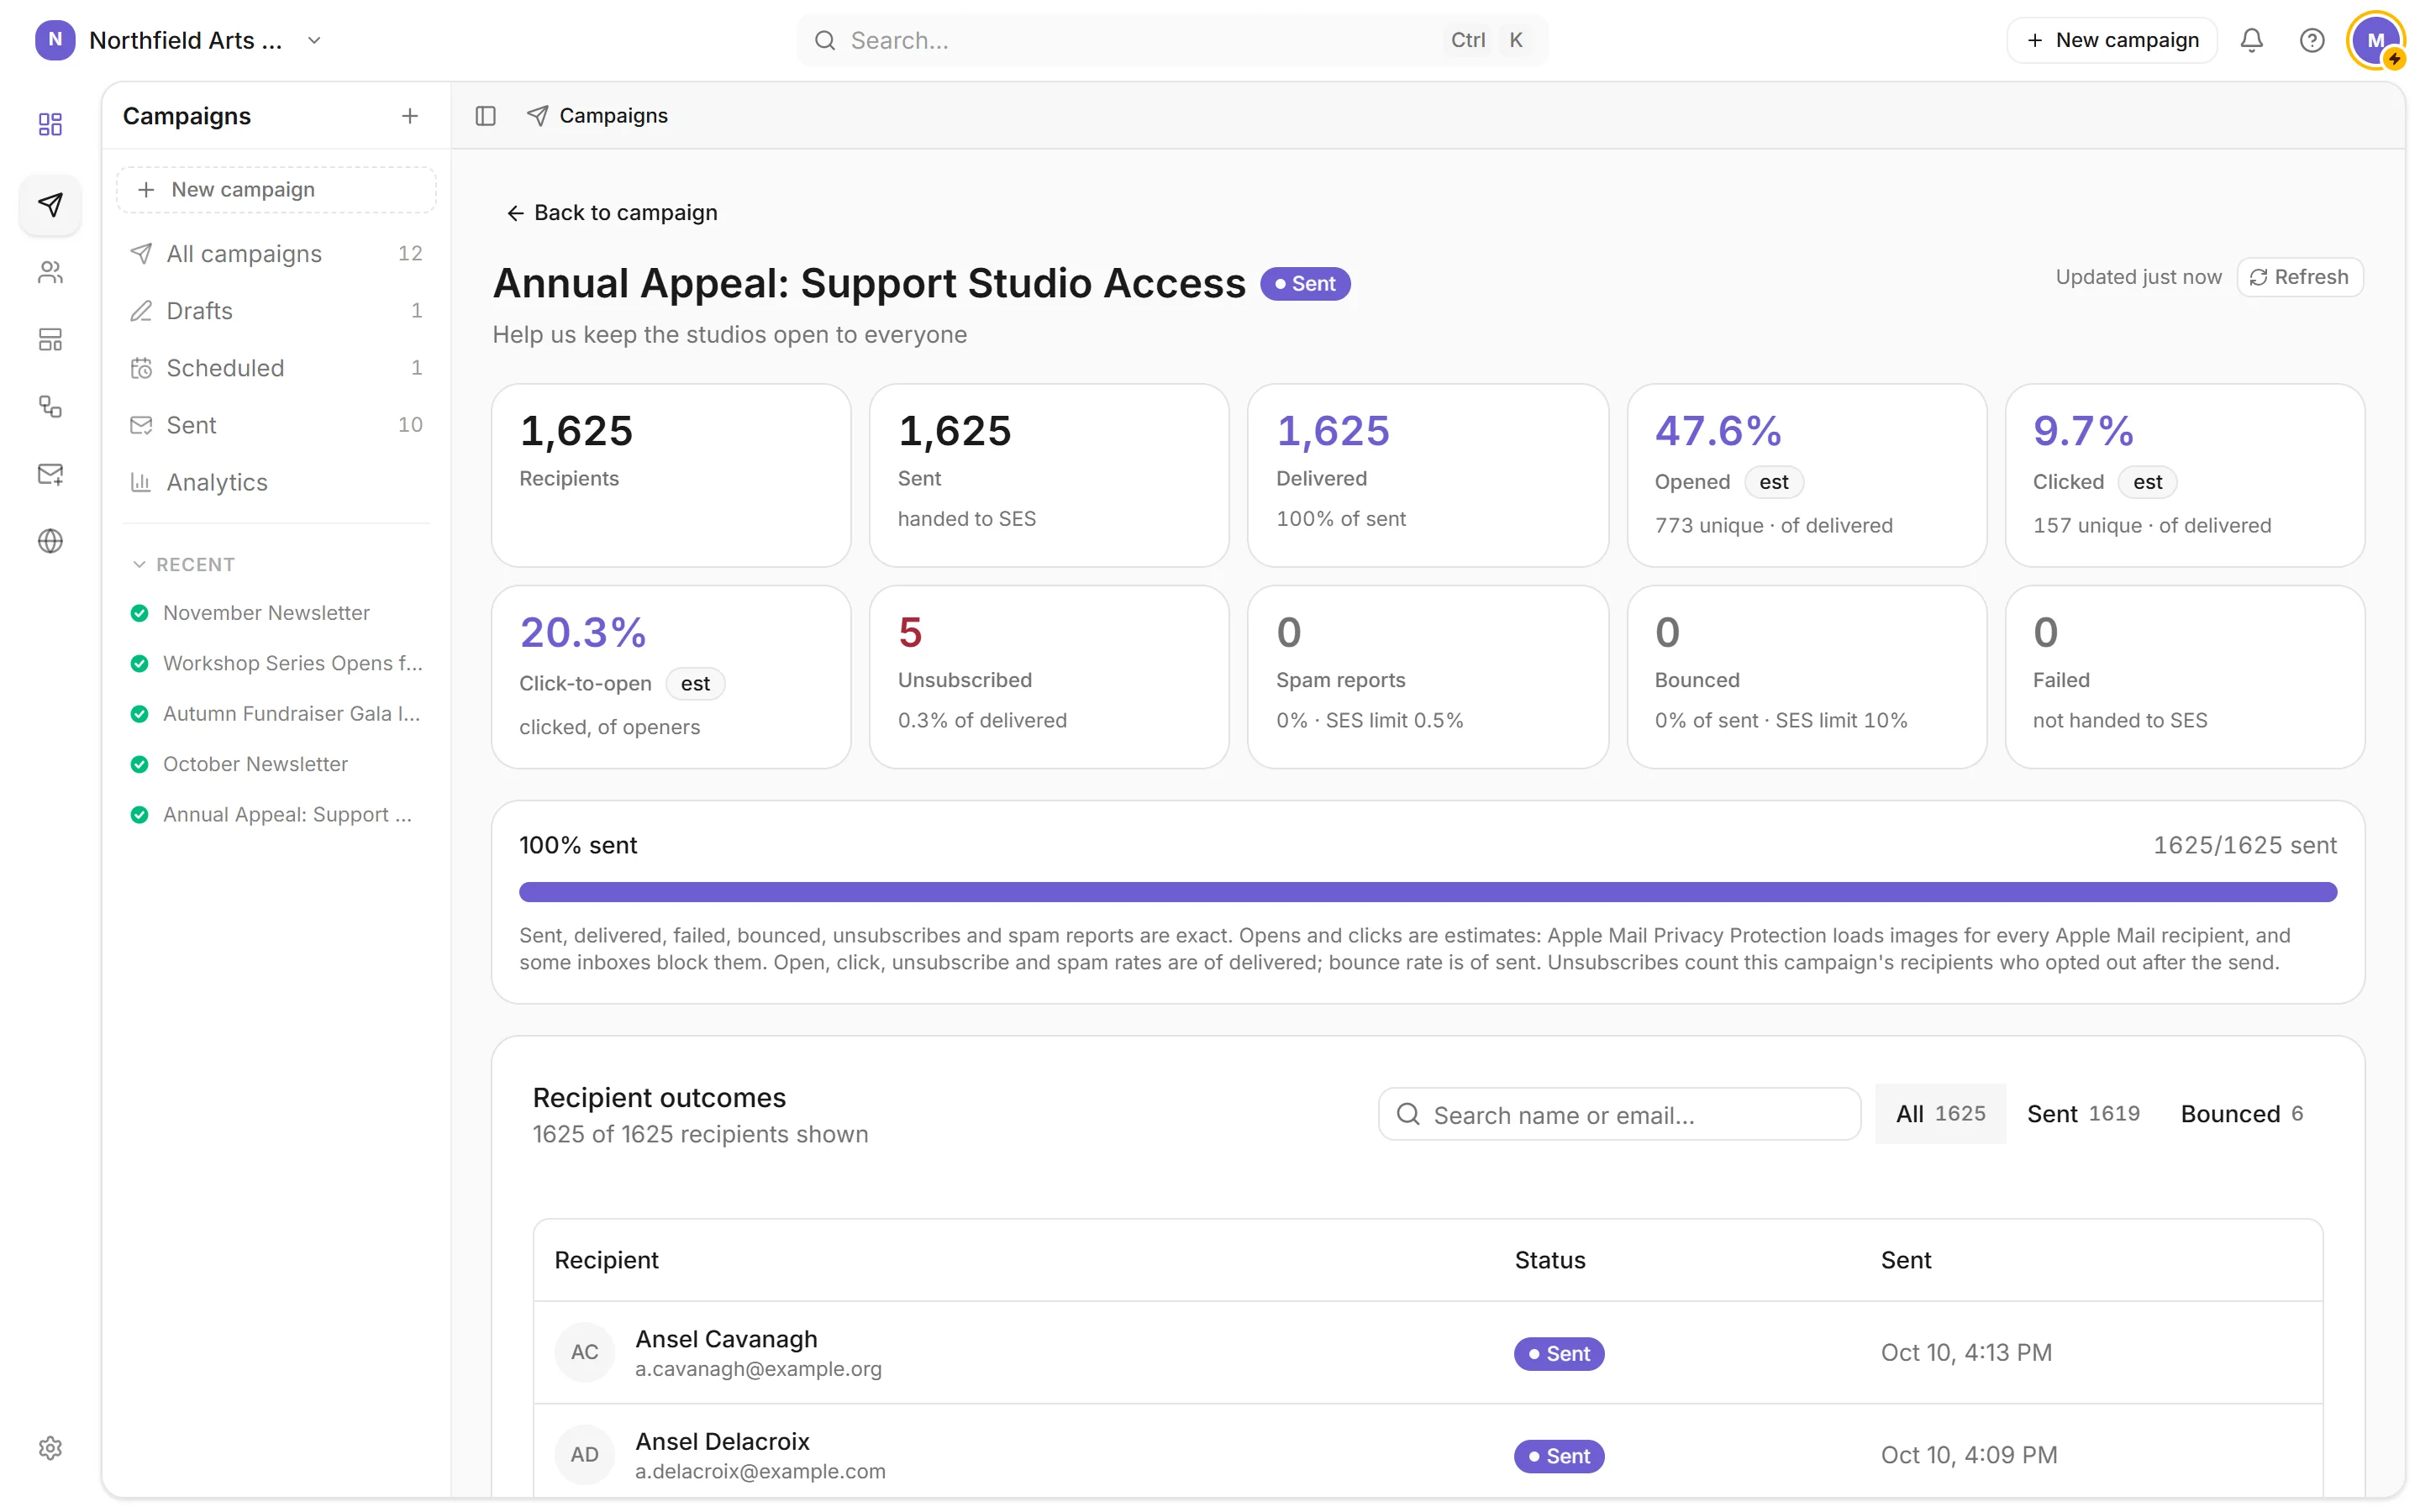 N Northfield Arts ...
Search... Ctrl K
New campaign
M
Campaigns
New campaign
All campaigns 12
Drafts 1
Scheduled 1
Sent 10
Analytics
RECENT
November Newsletter
Workshop Series Opens f...
Autumn Fundraiser Gala I...
October Newsletter
Annual Appeal: Support ...
Campaigns
Back to campaign
Annual Appeal: Support Studio Access Sent
Updated just now Refresh
Help us keep the studios open to everyone
1,625
Recipients
1,625
Sent
handed to SES
1,625
Delivered
100% of sent
47.6%
Opened est
773 unique · of delivered
9.7%
Clicked est
157 unique · of delivered
20.3%
Click-to-open est
clicked, of openers
5
Unsubscribed
0.3% of delivered
0
Spam reports
0% · SES limit 0.5%
0
Bounced
0% of sent · SES limit 10%
0
Failed
not handed to SES
100% sent 1625/1625 sent
Sent, delivered, failed, bounced, unsubscribes and spam reports are exact. Opens and clicks are estimates: Apple Mail Privacy Protection loads images for every Apple Mail recipient, and
some inboxes block them. Open, click, unsubscribe and spam rates are of delivered; bounce rate is of sent. Unsubscribes count this campaign's recipients who opted out after the send.
Recipient outcomes
1625 of 1625 recipients shown
Search name or email...
All 1625 Sent 1619 Bounced 6
Recipient Status Sent
AC Ansel Cavanagh
a.cavanagh@example.org
Sent Oct 10, 4:13 PM
AD Ansel Delacroix
a.delacroix@example.com
Sent Oct 10, 4:09 PM